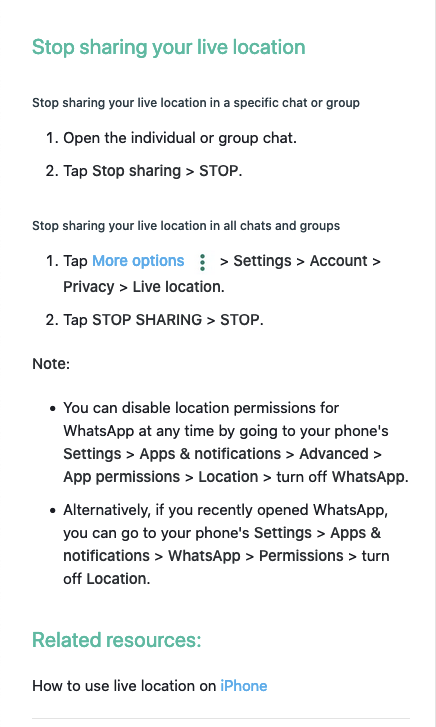 Stop sharing your live location
Stop sharing your live location in a specific chat or group
1. Open the individual or group chat.
2. Tap Stop sharing > STOP.
Stop sharing your live location in all chats and groups
1. Tap More options > Settings > Account >
Privacy > Live location.
2. Tap STOP SHARING > STOP.
Note:
• You can disable location permissions for
WhatsApp at any time by going to your phone's
Settings > Apps & notifications > Advanced >
App permissions > Location > turn off WhatsApp.
• Alternatively, if you recently opened WhatsApp,
you can go to your phone's Settings > Apps &
notifications > WhatsApp > Permissions > turn
off Location.
Related resources:
How to use live location on iPhone